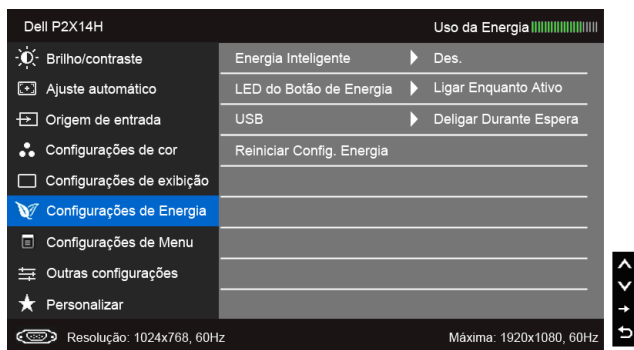 Dell P2X14H Uso da Energia
Brilho/contraste Energia Inteligente Des.
Ajuste automático LED do Botão de Energia Ligar Enquanto Ativo
Origem de entrada USB Deligar Durante Espera
Configurações de cor Reiniciar Config. Energia
Configurações de exibição
Configurações de Energia
Configurações de Menu
Outras configurações
Personalizar
Resolução: 1024x768, 60Hz Máxima: 1920x1080, 60Hz